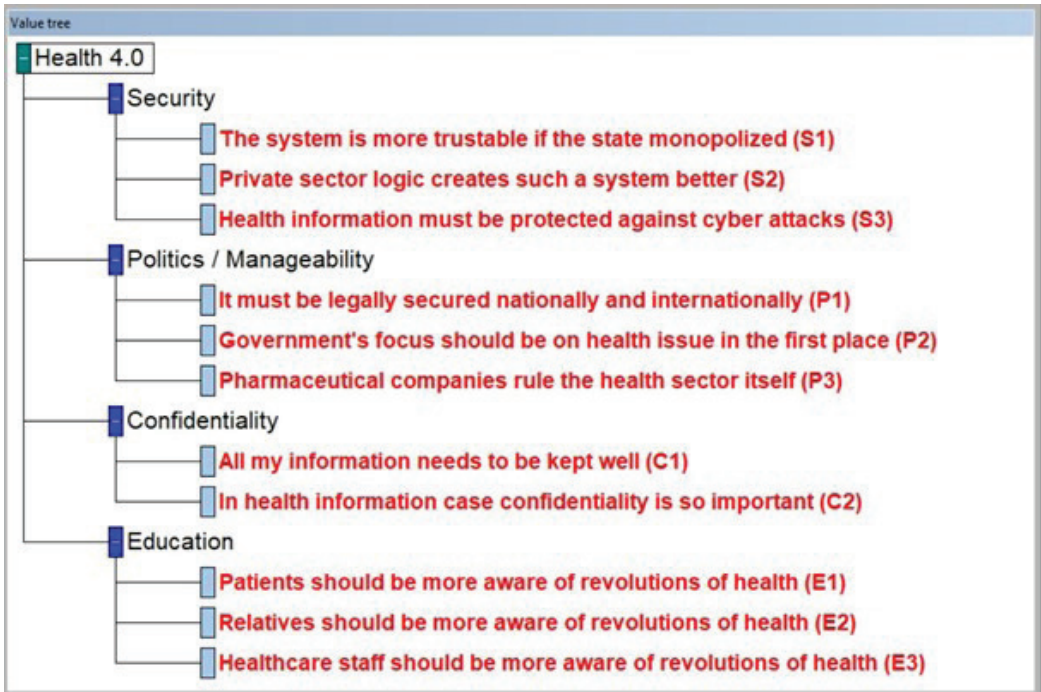 Value tree
Health 4.0
Security
The system is more trustable if the state monopolized (S1)
Private sector logic creates such a system better (S2)
Health information must be protected against cyber attacks (S3)
Politics / Manageability
It must be legally secured nationally and internationally (P1)
Government's focus should be on health issue in the first place (P2)
Pharmaceutical companies rule the health sector itself (P3)
Confidentiality
All my information needs to be kept well (C1)
In health information case confidentiality is so important (C2)
Education
Patients should be more aware of revolutions of health (E1)
Relatives should be more aware of revolutions of health (E2)
Healthcare staff should be more aware of revolutions of health (E3)